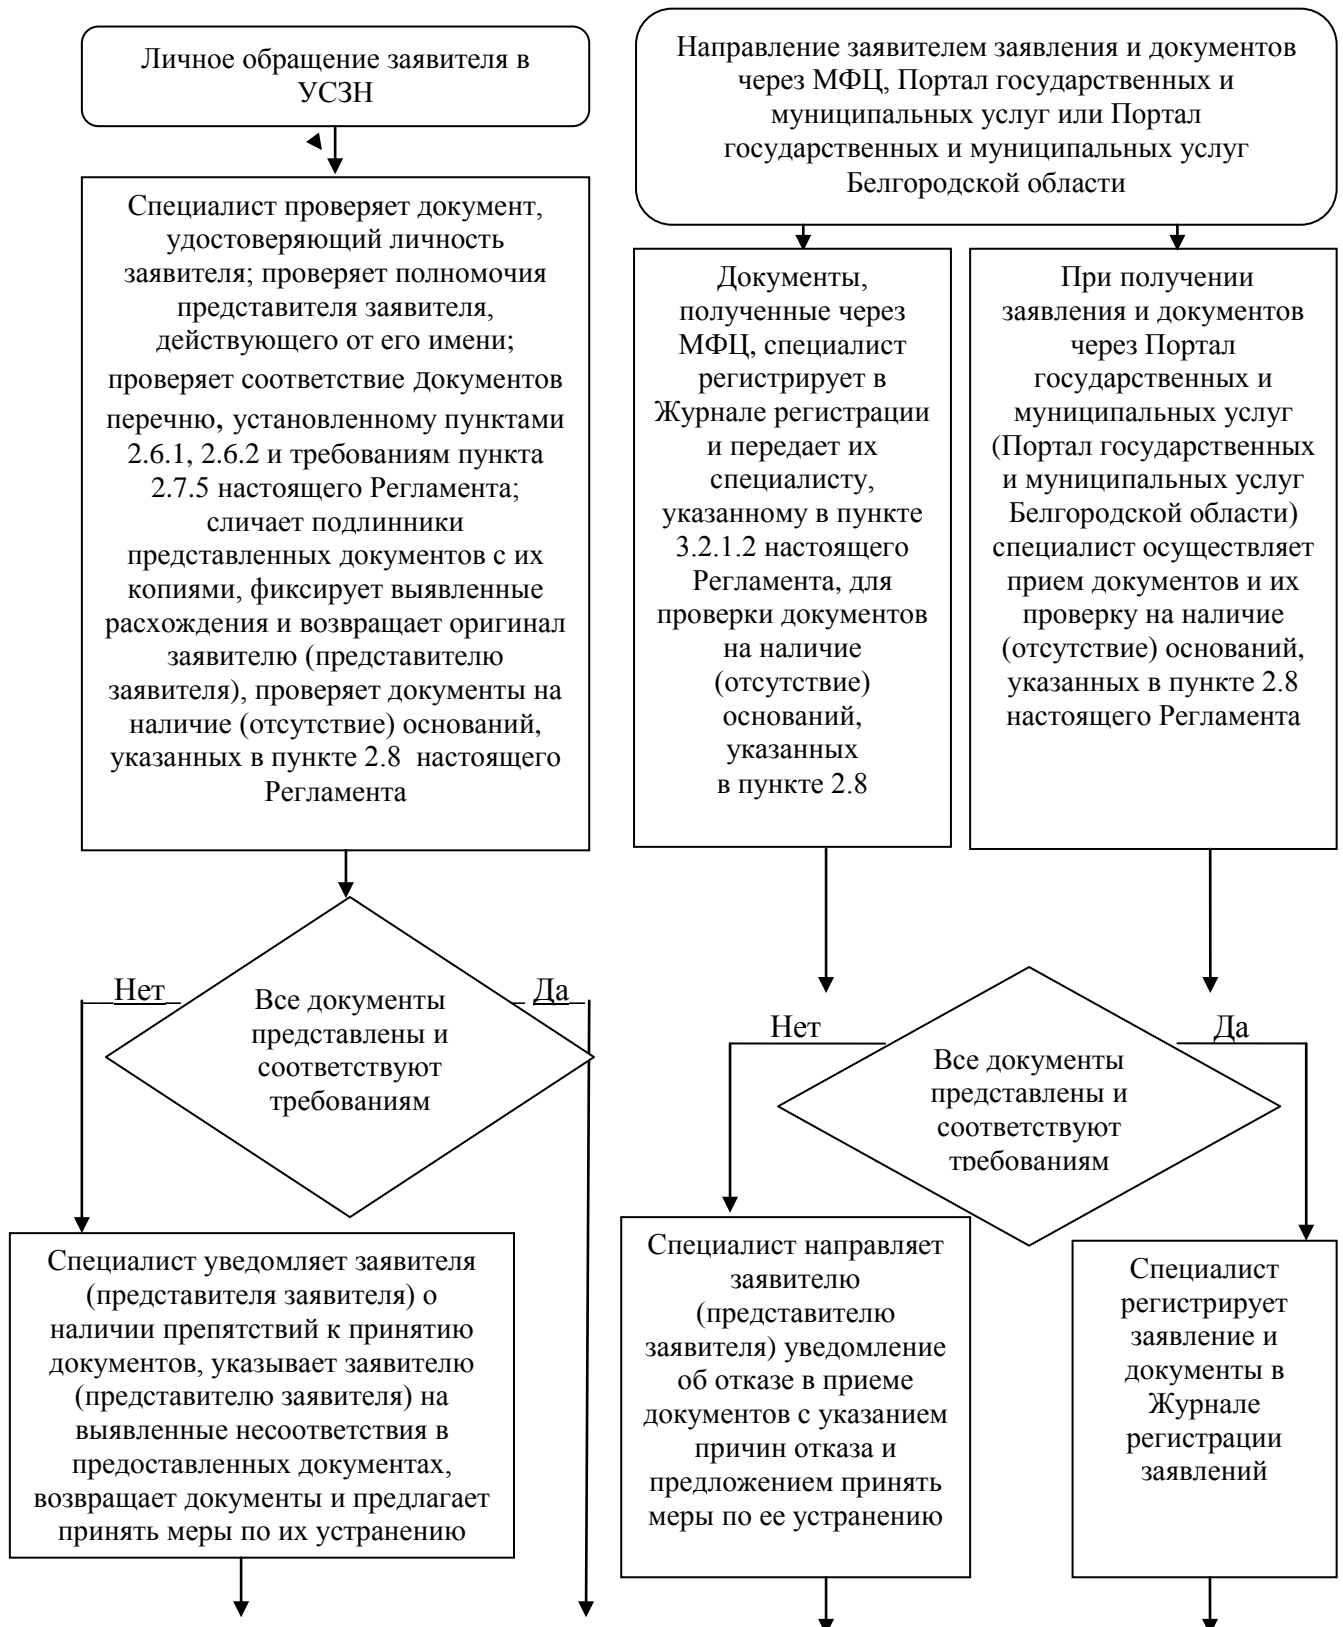 Личное обращение заявителя в
УСЗН
Направление заявителем заявления и документов
через МФЦ, Портал государственных и
муниципальных услуг или Портал
государственных и муниципальных услуг
Белгородской области
Специалист проверяет документ,
удостоверяющий личность
заявителя; проверяет полномочия
представителя заявителя,
действующего от его имени;
проверяет соответствие документов
перечню, установленному пунктами
2.6.1, 2.6.2 и требованиям пункта
2.7.5 настоящего Регламента;
сличает подлинники
представленных документов с их
копиями, фиксирует выявленные
расхождения и возвращает оригинал
заявителю (представителю
заявителя), проверяет документы на
наличие (отсутствие) оснований,
указанных в пункте 2.8 настоящего
Регламента
Документы,
полученные через
МФЦ, специалист
регистрирует в
Журнале регистрации
и передает их
специалисту,
указанному в пункте
3.2.1.2 настоящего
Регламента, для
проверки документов
на наличие
(отсутствие)
оснований,
указанных
в пункте 2.8
При получении
заявления и документов
через Портал
государственных и
муниципальных услуг
(Портал государственных
и муниципальных услуг
Белгородской области)
специалист осуществляет
прием документов и их
проверку на наличие
(отсутствие) оснований,
указанных в пункте 2.8
настоящего Регламента
Нет
Все документы
представлены и
соответствуют
требованиям
Да
Нет
Все документы
представлены и
соответствуют
требованиям
Да
Специалист уведомляет заявителя
(представителя заявителя) о
наличии препятствий к принятию
документов, указывает заявителю
(представителю заявителя) на
выявленные несоответствия в
предоставленных документах,
возвращает документы и предлагает
принять меры по их устранению
Специалист направляет
заявителю
(представителю
заявителя) уведомление
об отказе в приеме
документов с указанием
причин отказа и
предложением принять
меры по ее устранению
Специалист
регистрирует
заявление и
документы в
Журнале
регистрации
заявлений